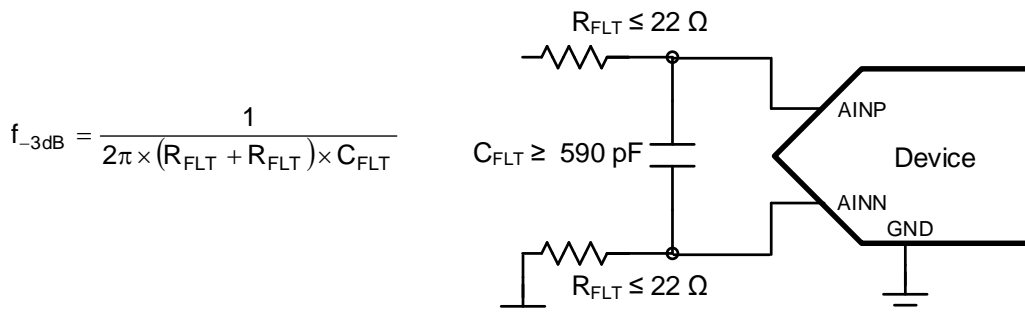 R_FLT ≤ 22 Ω
f_−3dB = 1 / (2π × (R_FLT + R_FLT) × C_FLT)
C_FLT ≥ 590 pF
AINP
Device
AINN
GND
R_FLT ≤ 22 Ω